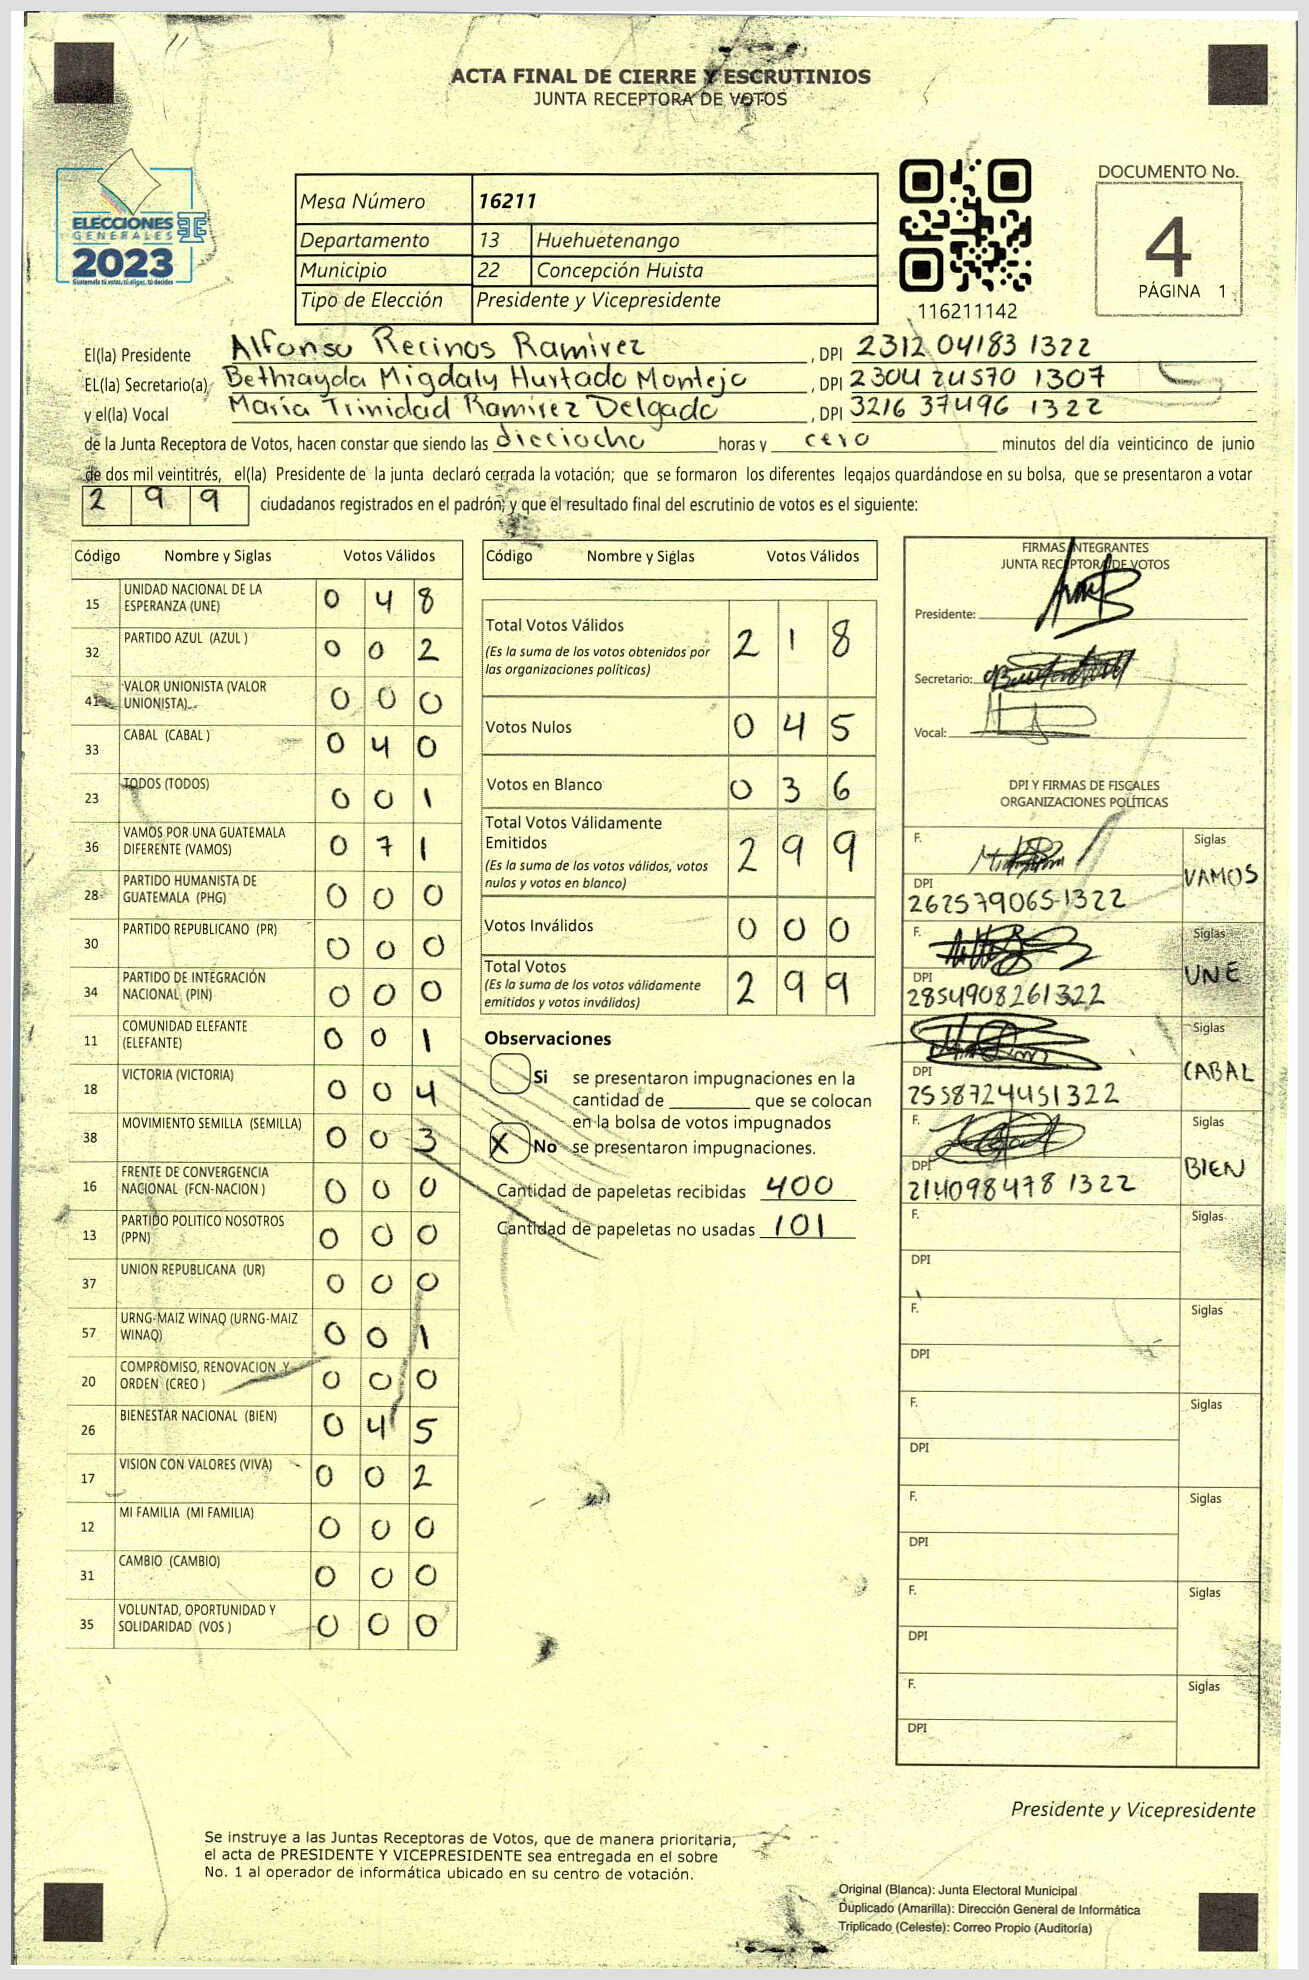 ACTA FINAL DE CIERRE Y ESCRUTINIOS
JUNTA RECEPTORA DE VOTOS
ELECCIONES
GENERALES
2023
Guatemala tú votas, tú eliges, tú decides
Mesa Número 16211
Departamento 13 Huehuetenango
Municipio 22 Concepción Huista
Tipo de Elección Presidente y Vicepresidente
116211142
DOCUMENTO No.
4
PÁGINA 1
El(la) Presidente Alfonso Recinos Ramirez , DPI 2312 04183 1322
EL(la) Secretario(a) Bethzayda Migdaly Hurtado Montejo , DPI 2304 24570 1307
y el(la) Vocal María Trinidad Ramirez Delgado , DPI 3216 37496 1322
de la Junta Receptora de Votos, hacen constar que siendo las dieciocho horas y cero minutos del día veinticinco de junio
de dos mil veintitrés, el(la) Presidente de la junta declaró cerrada la votación; que se formaron los diferentes legajos guardándose en su bolsa, que se presentaron a votar
2 9 9 ciudadanos registrados en el padrón; y que el resultado final del escrutinio de votos es el siguiente:
Código Nombre y Siglas Votos Válidos
15 UNIDAD NACIONAL DE LA ESPERANZA (UNE) 0 4 8
32 PARTIDO AZUL (AZUL ) 0 0 2
41 VALOR UNIONISTA (VALOR UNIONISTA) 0 0 0
33 CABAL (CABAL ) 0 4 0
23 TODOS (TODOS) 0 0 1
36 VAMOS POR UNA GUATEMALA DIFERENTE (VAMOS) 0 7 1
28 PARTIDO HUMANISTA DE GUATEMALA (PHG) 0 0 0
30 PARTIDO REPUBLICANO (PR) 0 0 0
34 PARTIDO DE INTEGRACIÓN NACIONAL (PIN) 0 0 0
11 COMUNIDAD ELEFANTE (ELEFANTE) 0 0 1
18 VICTORIA (VICTORIA) 0 0 4
38 MOVIMIENTO SEMILLA (SEMILLA) 0 0 3
16 FRENTE DE CONVERGENCIA NACIONAL (FCN-NACION ) 0 0 0
13 PARTIDO POLITICO NOSOTROS (PPN) 0 0 0
37 UNION REPUBLICANA (UR) 0 0 0
57 URNG-MAIZ WINAQ (URNG-MAIZ WINAQ) 0 0 1
20 COMPROMISO, RENOVACION Y ORDEN (CREO ) 0 0 0
26 BIENESTAR NACIONAL (BIEN) 0 4 5
17 VISION CON VALORES (VIVA) 0 0 2
12 MI FAMILIA (MI FAMILIA) 0 0 0
31 CAMBIO (CAMBIO) 0 0 0
35 VOLUNTAD, OPORTUNIDAD Y SOLIDARIDAD (VOS ) 0 0 0
Código Nombre y Siglas Votos Válidos
Total Votos Válidos 2 1 8
(Es la suma de los votos obtenidos por
las organizaciones políticas)
Votos Nulos 0 4 5
Votos en Blanco 0 3 6
Total Votos Válidamente
Emitidos 2 9 9
(Es la suma de los votos válidos, votos
nulos y votos en blanco)
Votos Inválidos 0 0 0
Total Votos 2 9 9
(Es la suma de los votos válidamente
emitidos y votos inválidos)
Observaciones
Si se presentaron impugnaciones en la
cantidad de ________ que se colocan
en la bolsa de votos impugnados
X No se presentaron impugnaciones.
Cantidad de papeletas recibidas 400
Cantidad de papeletas no usadas 101
FIRMAS INTEGRANTES
JUNTA RECEPTORA DE VOTOS
Presidente:
Secretario:
Vocal:
DPI Y FIRMAS DE FISCALES
ORGANIZACIONES POLÍTICAS
F. Siglas
VAMOS
DPI
262579065 1322
F. Siglas
UNE
DPI
2854908261322
F. Siglas
CABAL
DPI
2558724451322
F. Siglas
BIEN
DPI
214098478 1322
F. Siglas
DPI
F. Siglas
DPI
F. Siglas
DPI
F. Siglas
DPI
F. Siglas
DPI
F. Siglas
DPI
Presidente y Vicepresidente
Se instruye a las Juntas Receptoras de Votos, que de manera prioritaria,
el acta de PRESIDENTE Y VICEPRESIDENTE sea entregada en el sobre
No. 1 al operador de informática ubicado en su centro de votación.
Original (Blanca): Junta Electoral Municipal
Duplicado (Amarilla): Dirección General de Informática
Triplicado (Celeste): Correo Propio (Auditoría)